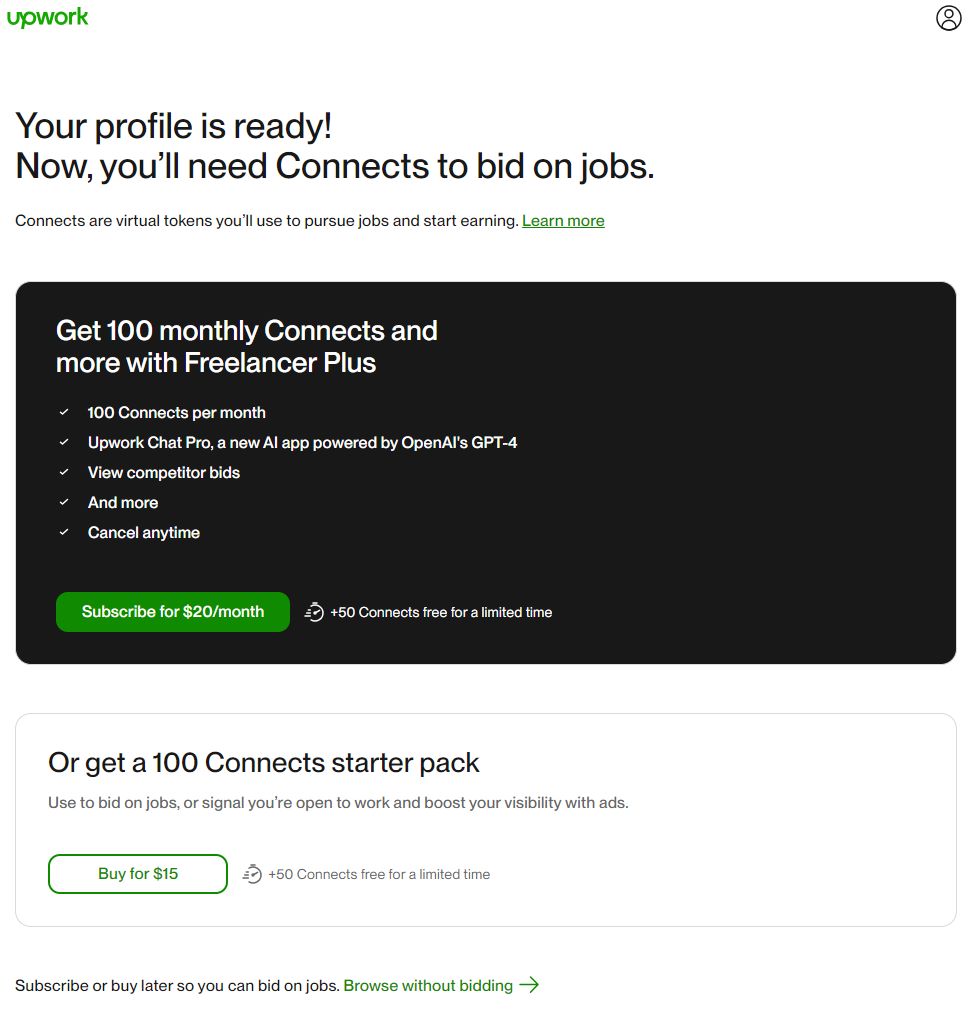 upwork
Your profile is ready!
Now, you’ll need Connects to bid on jobs.
Connects are virtual tokens you’ll use to pursue jobs and start earning. Learn more
Get 100 monthly Connects and
more with Freelancer Plus
100 Connects per month
Upwork Chat Pro, a new AI app powered by OpenAI's GPT-4
View competitor bids
And more
Cancel anytime
Subscribe for $20/month
+50 Connects free for a limited time
Or get a 100 Connects starter pack
Use to bid on jobs, or signal you’re open to work and boost your visibility with ads.
Buy for $15
+50 Connects free for a limited time
Subscribe or buy later so you can bid on jobs. Browse without bidding